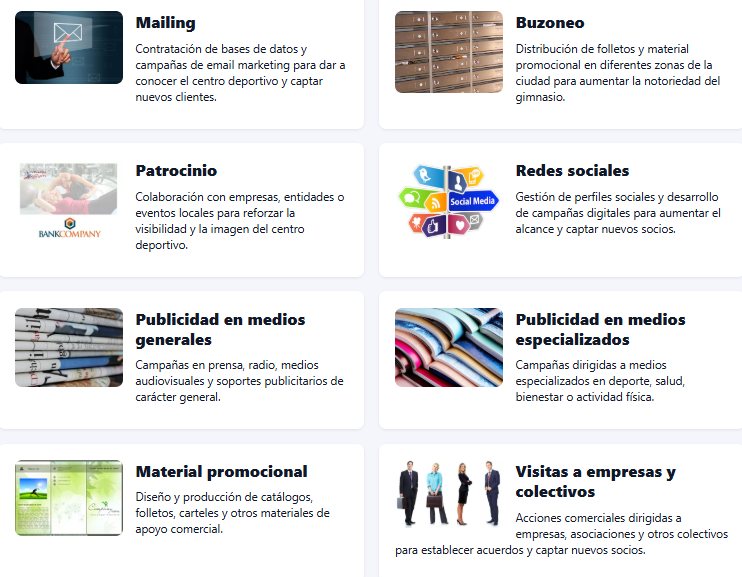 Mailing
Contratación de bases de datos y
campañas de email marketing para dar a
conocer el centro deportivo y captar
nuevos clientes.
Buzoneo
Distribución de folletos y material
promocional en diferentes zonas de la
ciudad para aumentar la notoriedad del
gimnasio.
BANKCOMPANY
Patrocinio
Colaboración con empresas, entidades o
eventos locales para reforzar la
visibilidad y la imagen del centro
deportivo.
Social Media
Redes sociales
Gestión de perfiles sociales y desarrollo
de campañas digitales para aumentar el
alcance y captar nuevos socios.
Publicidad en medios
generales
Campañas en prensa, radio, medios
audiovisuales y soportes publicitarios de
carácter general.
Publicidad en medios
especializados
Campañas dirigidas a medios
especializados en deporte, salud,
bienestar o actividad física.
Material promocional
Diseño y producción de catálogos,
folletos, carteles y otros materiales de
apoyo comercial.
Visitas a empresas y
colectivos
Acciones comerciales dirigidas a
empresas, asociaciones y otros colectivos
para establecer acuerdos y captar nuevos socios.